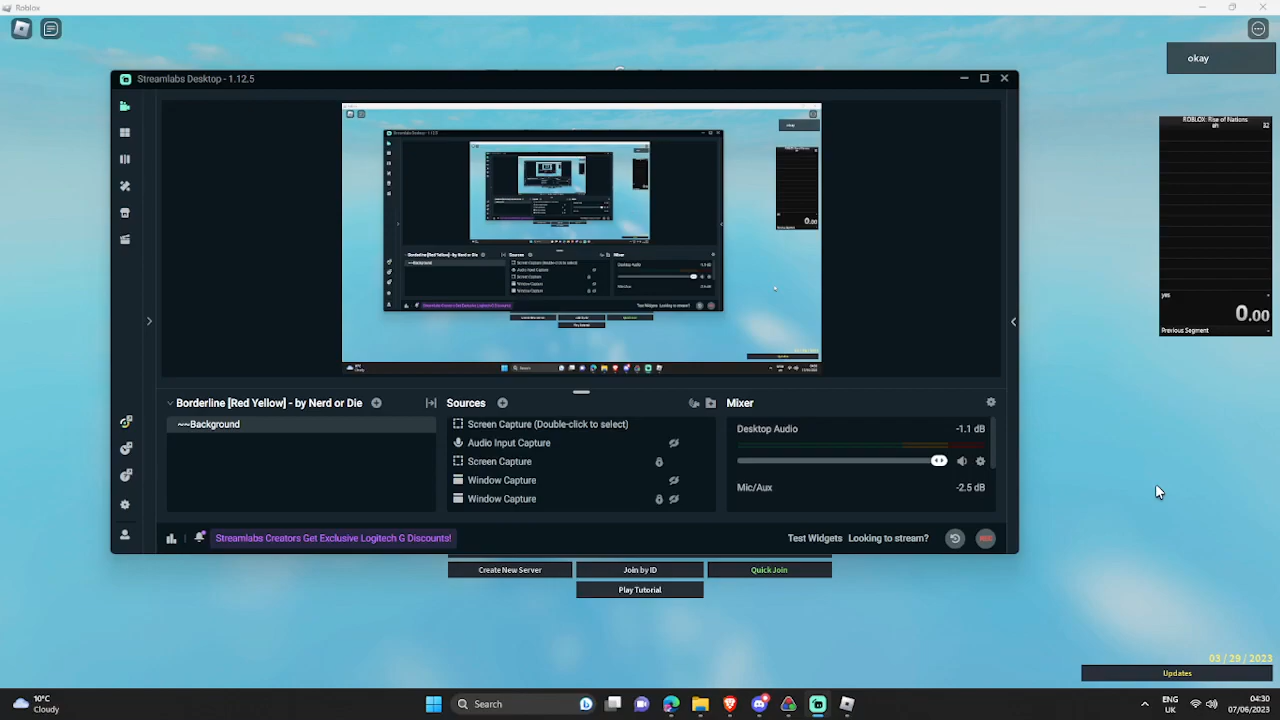 Roblox
okay
Streamlabs Desktop - 1.12.5
ROBLOX: Rise of Nations
32
yes
0.00
Previous Segment
Borderline [Red Yellow] - by Nerd or Die
~~Background
Sources
Screen Capture (Double-click to select)
Audio Input Capture
Screen Capture
Window Capture
Window Capture
Mixer
Desktop Audio
-1.1 dB
Mic/Aux
-2.5 dB
Streamlabs Creators Get Exclusive Logitech G Discounts!
Test Widgets
Looking to stream?
REC
Create New Server
Join by ID
Quick Join
Play Tutorial
03 / 29 / 2023
Updates
10°C
Cloudy
Search
ENG
UK
04:30
07/06/2023